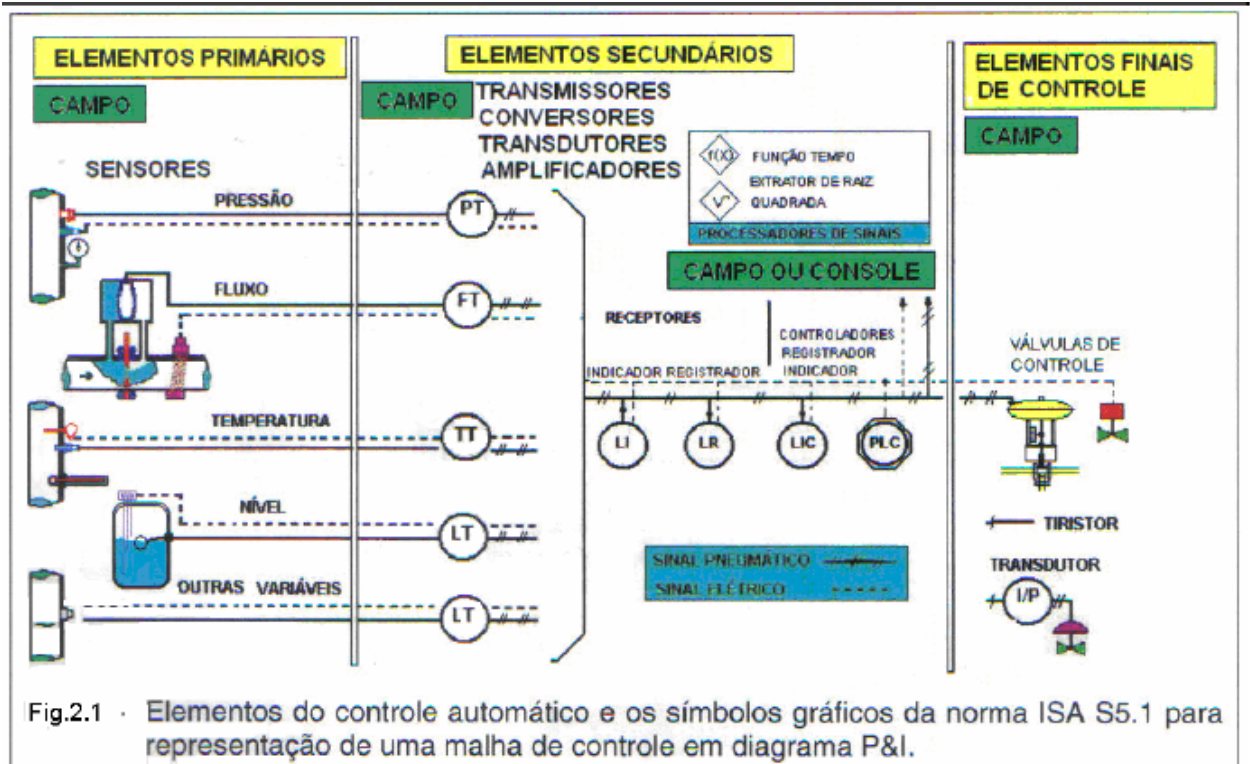 ELEMENTOS PRIMÁRIOS
CAMPO
SENSORES
PRESSÃO
FLUXO
TEMPERATURA
NÍVEL
OUTRAS VARIÁVEIS
ELEMENTOS SECUNDÁRIOS
CAMPO
TRANSMISSORES
CONVERSORES
TRANSDUTORES
AMPLIFICADORES
PT
FT
TT
LT
LT
f(X) FUNÇÃO TEMPO
EXTRATOR DE RAIZ
QUADRADA
PROCESSADORES DE SINAIS
CAMPO OU CONSOLE
RECEPTORES
INDICADOR REGISTRADOR
CONTROLADORES
REGISTRADOR
INDICADOR
LI
LR
LIC
PLC
SINAL PNEUMÁTICO
SINAL ELÉTRICO
ELEMENTOS FINAIS
DE CONTROLE
CAMPO
VÁLVULAS DE
CONTROLE
TIRISTOR
TRANSDUTOR
I/P
Fig.2.1 · Elementos do controle automático e os símbolos gráficos da norma ISA S5.1 para
representação de uma malha de controle em diagrama P&I.